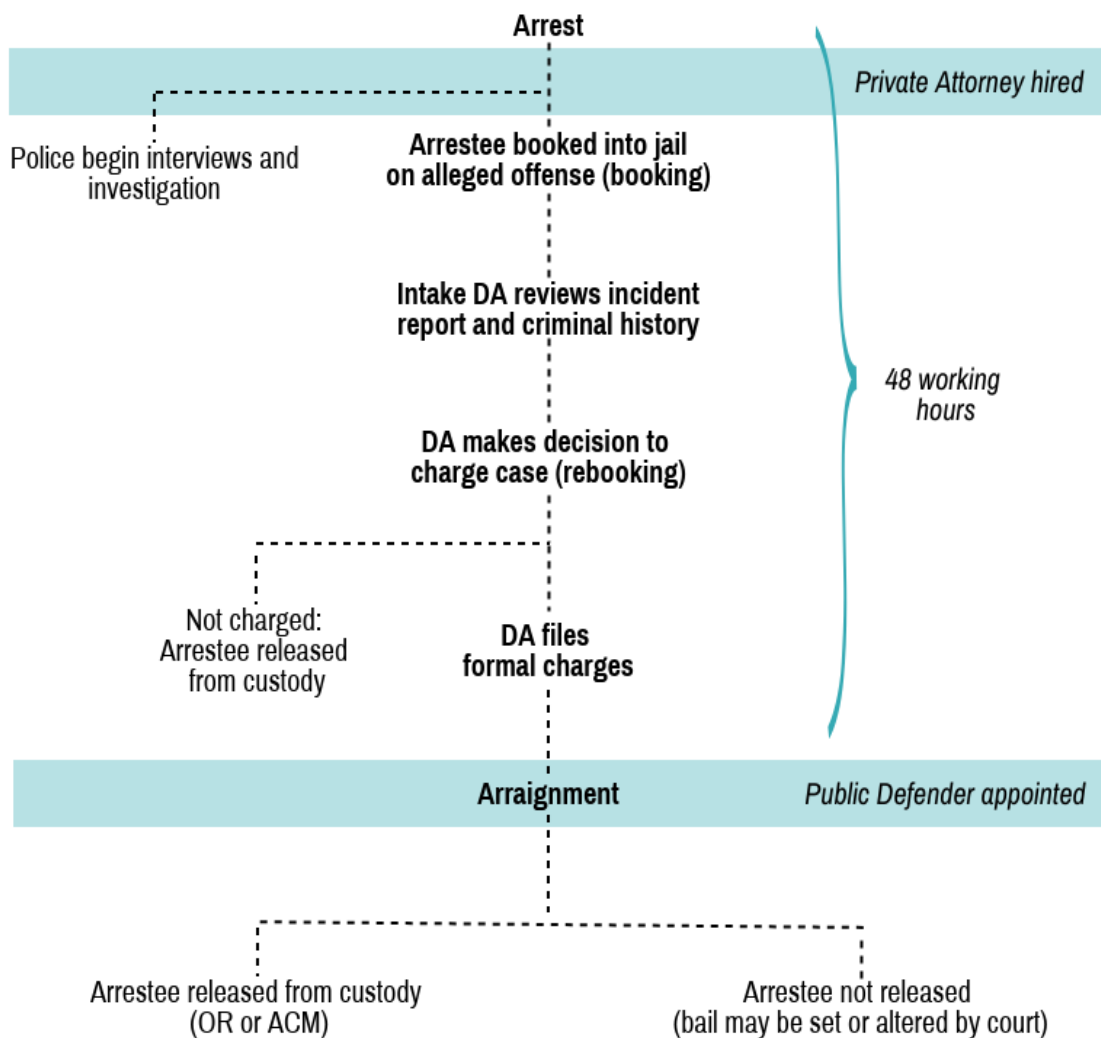 Arrest
Private Attorney hired
Police begin interviews and
investigation
Arrestee booked into jail
on alleged offense (booking)
Intake DA reviews incident
report and criminal history
48 working
hours
DA makes decision to
charge case (rebooking)
Not charged:
Arrestee released
from custody
DA files
formal charges
Arraignment
Public Defender appointed
Arrestee released from custody
(OR or ACM)
Arrestee not released
(bail may be set or altered by court)